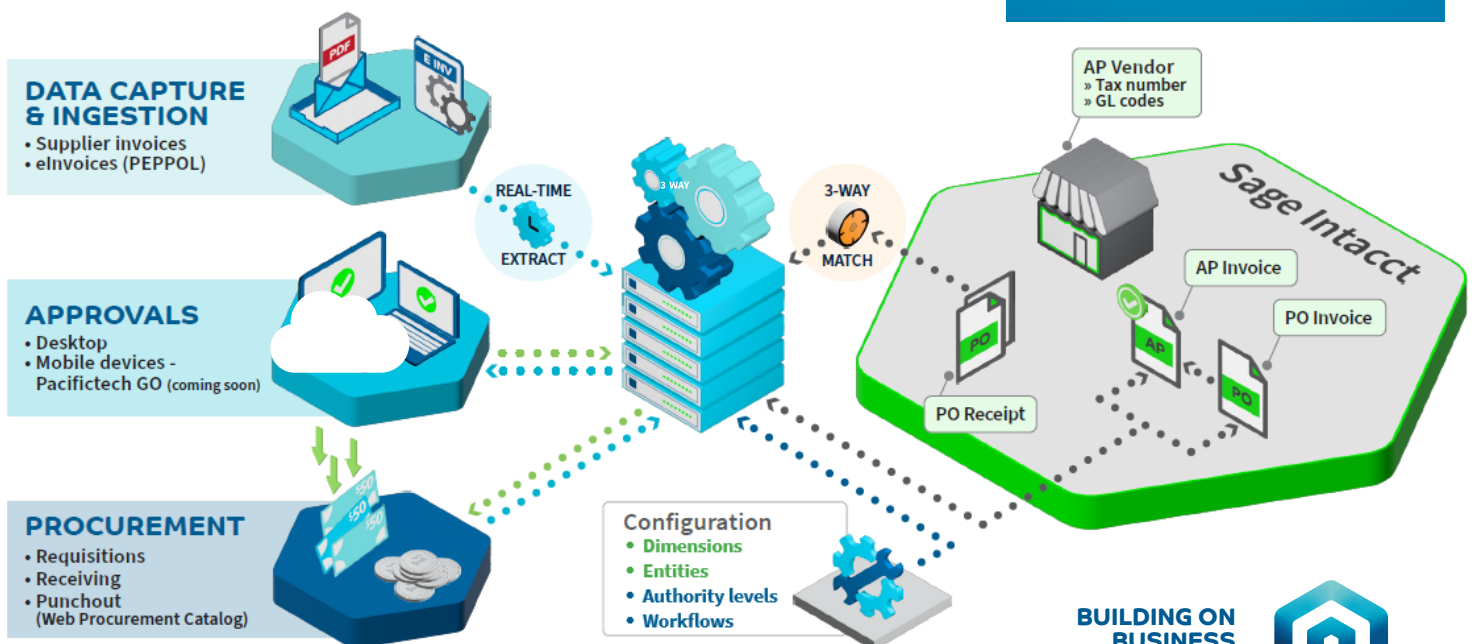 DATA CAPTURE
& INGESTION
• Supplier invoices
• eInvoices (PEPPOL)
PDF
E INV
REAL-TIME
EXTRACT
3 WAY
3-WAY
MATCH
AP Vendor
» Tax number
» GL codes
Sage Intacct
AP Invoice
PO Invoice
PO
AP
PO
PO Receipt
APPROVALS
• Desktop
• Mobile devices -
Pacifictech GO (coming soon)
PROCUREMENT
• Requisitions
• Receiving
• Punchout
(Web Procurement Catalog)
$50
$50
$50
Configuration
• Dimensions
• Entities
• Authority levels
• Workflows
BUILDING ON
BUSINESS